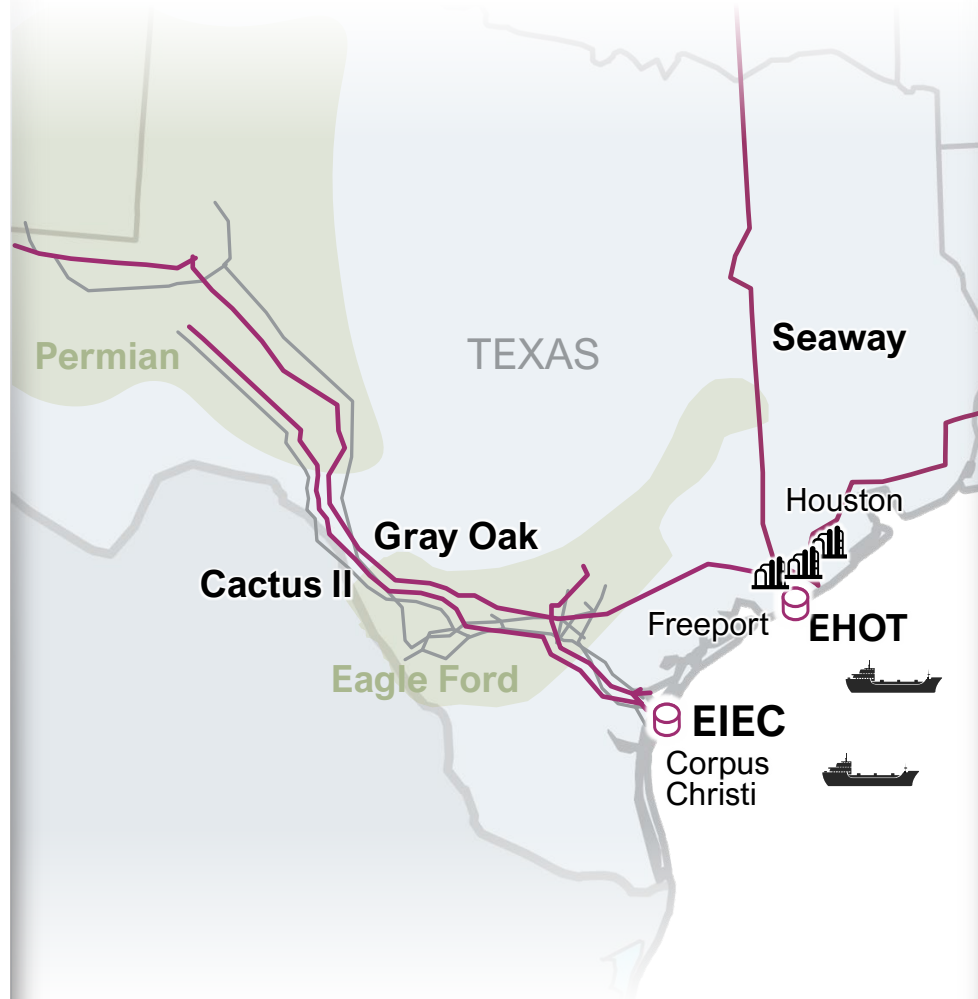 Seaway
Permian
TEXAS
Houston
Gray Oak
Cactus II
Freeport
EHOT
Eagle Ford
EIEC
Corpus
Christi